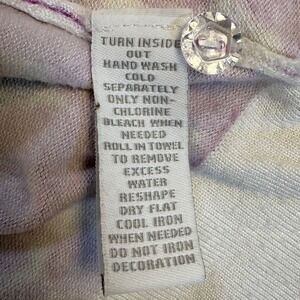 TURN INSIDE
OUT
HAND WASH
COLD
SEPARATELY
ONLY NON-
CHLORINE
BLEACH WHEN
NEEDED
ROLL IN TOWEL
TO REMOVE
EXCESS
WATER
RESHAPE
DRY FLAT
COOL IRON
WHEN NEEDED
DO NOT IRON
DECORATION